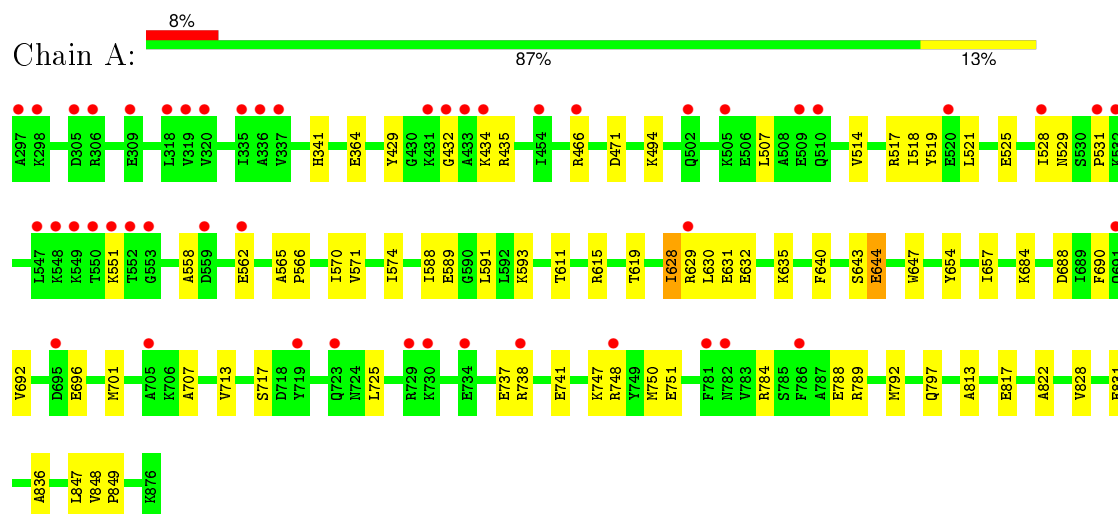 8%
Chain A:
87%
13%
A297 K298 D305 R306 E309 L318 V319 V320 I335 A336 V337 H341 E364 Y429 G430 K431 G432 A433 K434 R435 I454 R466 D471 K494 Q502 K505 E506 L507 A508 E509 Q510 V514 R517 I518 Y519 E520 L521 E525 I528 N529 S530 P531
L547 K548 K549 T550 K551 T552 G553 A558 D559 E562 A565 P566 I570 V571 I574 I588 E589 G590 L591 L592 K593 T611 R615 T619 I628 R629 L630 E631 E632 K635 F640 S643 E644 W647 Y654 I657 K684 D688 I689 F690
V692 D695 E696 M701 A705 K706 A707 V713 S717 D718 Y719 Q723 N724 L725 R729 K730 E734 E737 R738 E741 K747 R748 Y749 M750 E751 F781 N782 V783 R784 S785 F786 A787 E788 R789 M792 Q797 A813 E817 A822 V828
A836 L847 V848 P849 K876